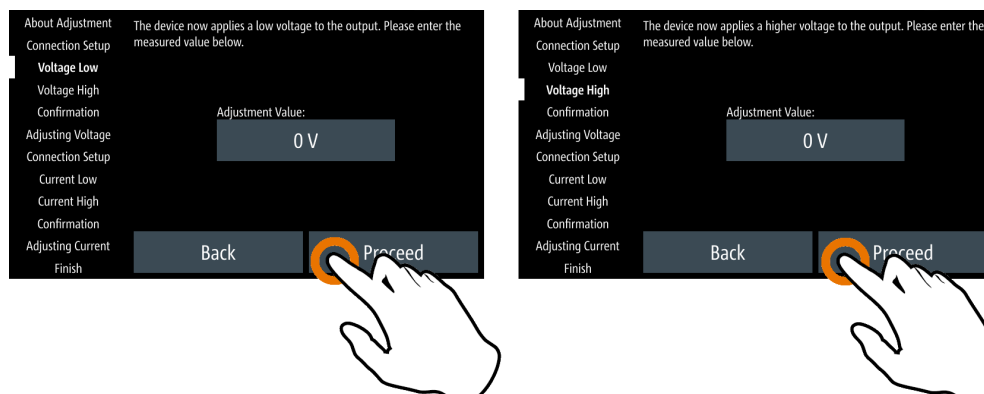 About Adjustment
Connection Setup
Voltage Low
Voltage High
Confirmation
Adjusting Voltage
Connection Setup
Current Low
Current High
Confirmation
Adjusting Current
Finish
The device now applies a low voltage to the output. Please enter the
measured value below.
Adjustment Value:
0 V
Back
Proceed
About Adjustment
Connection Setup
Voltage Low
Voltage High
Confirmation
Adjusting Voltage
Connection Setup
Current Low
Current High
Confirmation
Adjusting Current
Finish
The device now applies a higher voltage to the output. Please enter the
measured value below.
Adjustment Value:
0 V
Back
Proceed